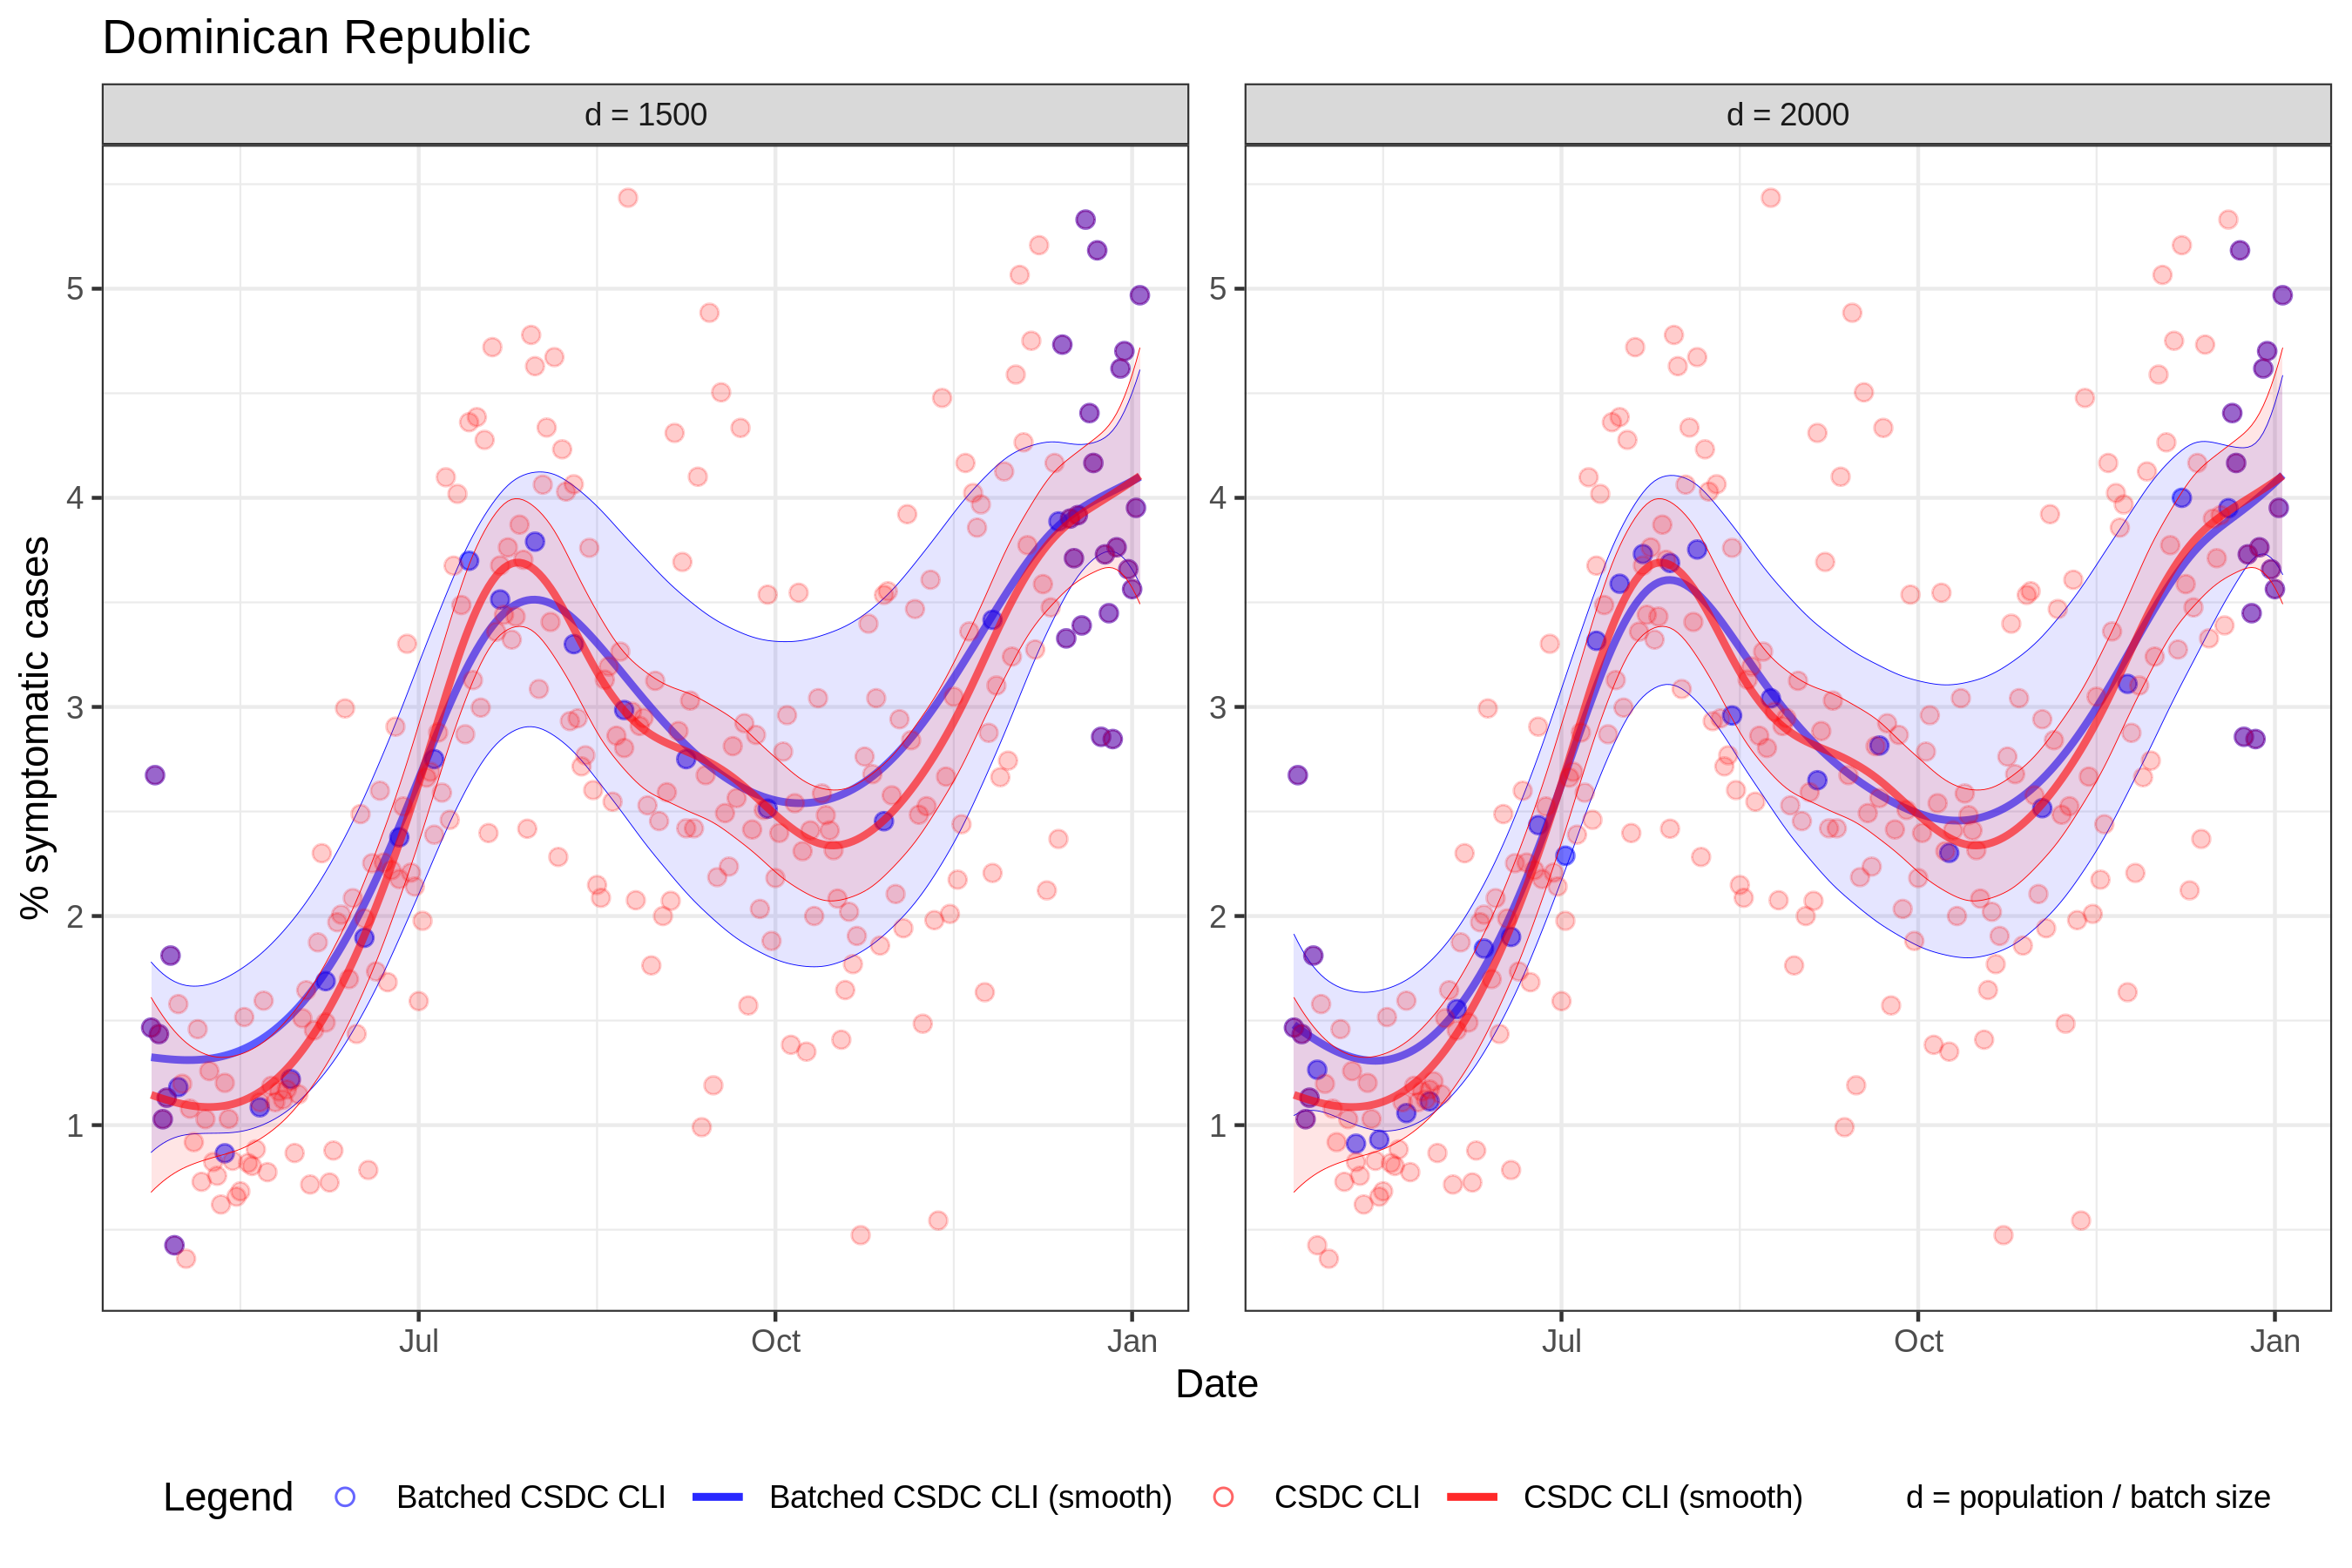 Dominican Republic
d = 1500
d = 2000
% symptomatic cases
5
4
3
2
1
5
4
3
2
1
Jul
Oct
Jan
Jul
Oct
Jan
Date
Legend
Batched CSDC CLI
Batched CSDC CLI (smooth)
CSDC CLI
CSDC CLI (smooth)
d = population / batch size